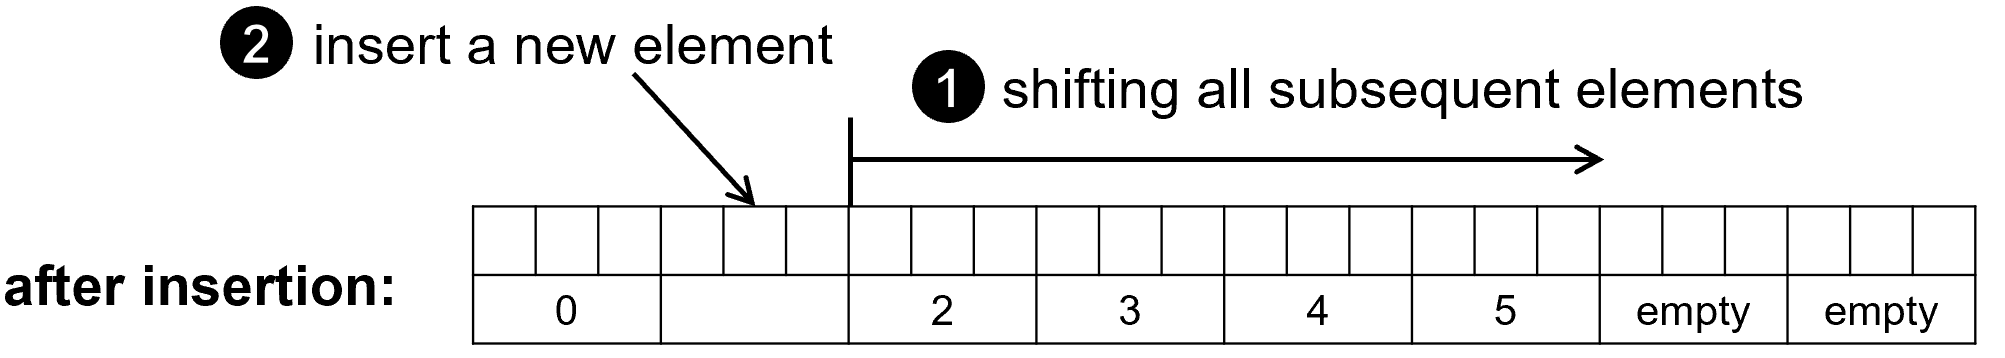 2 insert a new element
1 shifting all subsequent elements
after insertion:
0 2 3 4 5 empty empty